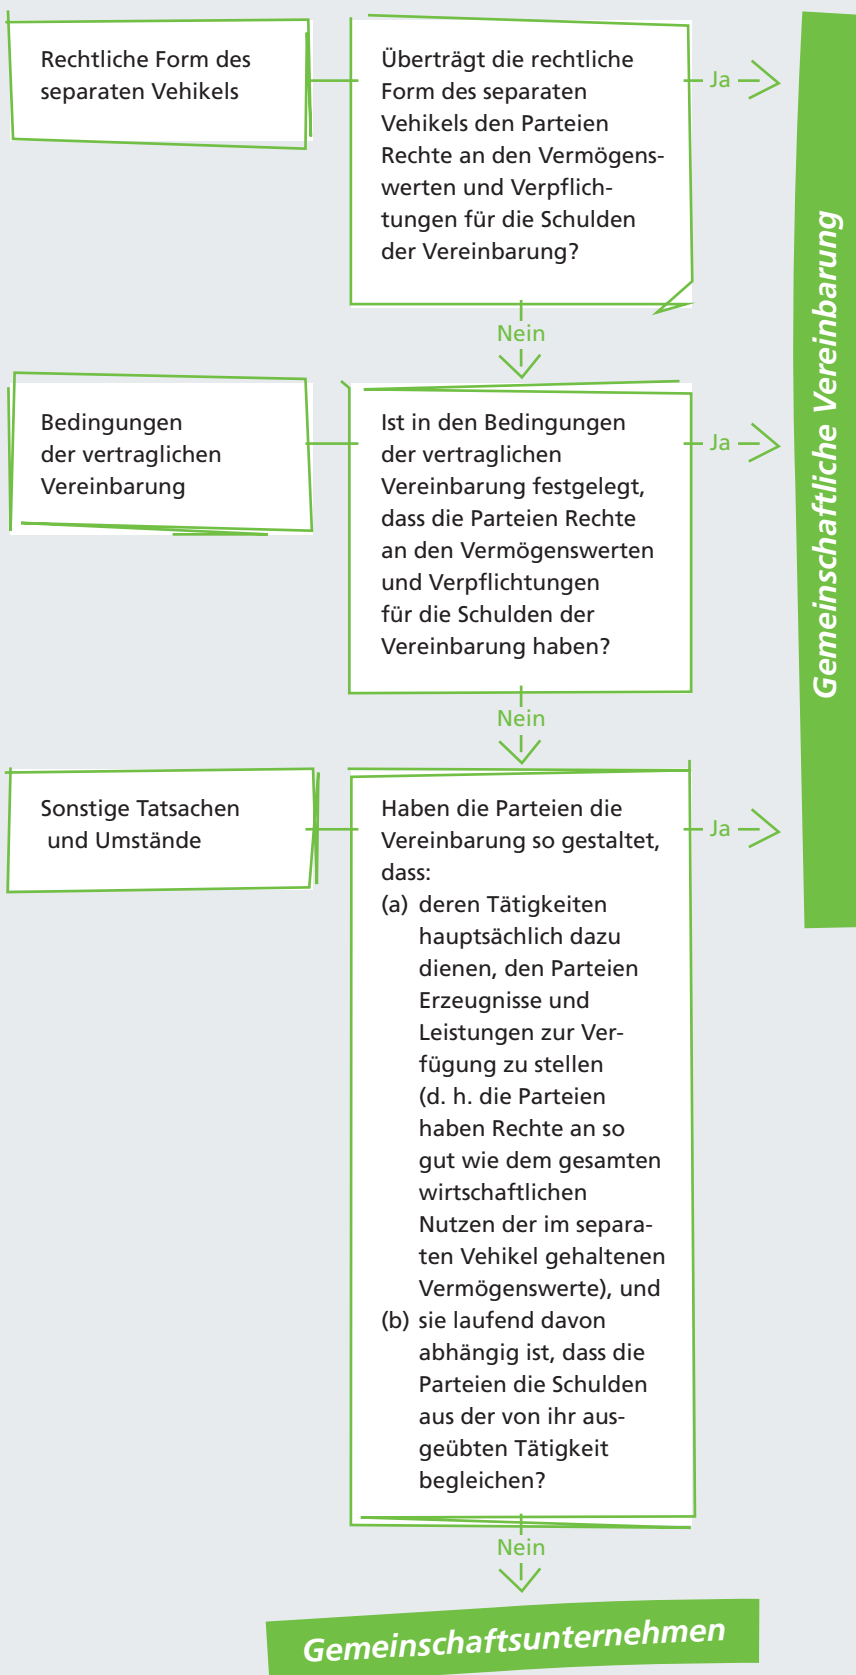 Rechtliche Form des
separaten Vehikels
Überträgt die rechtliche
Form des separaten
Vehikels den Parteien
Rechte an den Vermögens-
werten und Verpflich-
tungen für die Schulden
der Vereinbarung?
Ja
Nein
Bedingungen
der vertraglichen
Vereinbarung
Ist in den Bedingungen
der vertraglichen
Vereinbarung festgelegt,
dass die Parteien Rechte
an den Vermögenswerten
und Verpflichtungen
für die Schulden der
Vereinbarung haben?
Ja
Nein
Sonstige Tatsachen
und Umstände
Haben die Parteien die
Vereinbarung so gestaltet,
dass:
(a) deren Tätigkeiten
hauptsächlich dazu
dienen, den Parteien
Erzeugnisse und
Leistungen zur Ver-
fügung zu stellen
(d. h. die Parteien
haben Rechte an so
gut wie dem gesamten
wirtschaftlichen
Nutzen der im separa-
ten Vehikel gehaltenen
Vermögenswerte), und
(b) sie laufend davon
abhängig ist, dass die
Parteien die Schulden
aus der von ihr aus-
geübten Tätigkeit
begleichen?
Ja
Nein
Gemeinschaftliche Vereinbarung
Gemeinschaftsunternehmen